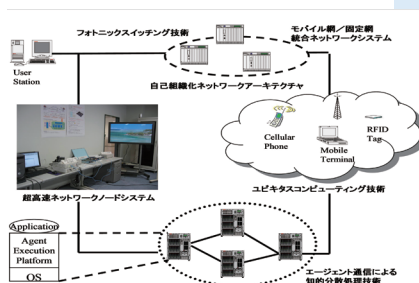 フォトニックスイッチング技術
モバイル網／固定網
統合ネットワークシステム
User
Station
自己組織化ネットワークアーキテクチャ
Cellular
Phone
Mobile
Terminal
RFID
Tag
超高速ネットワークノードシステム
ユビキタスコンピューティング技術
Application
Agent
Execution
Platform
OS
エージェント通信による
知的分散処理技術